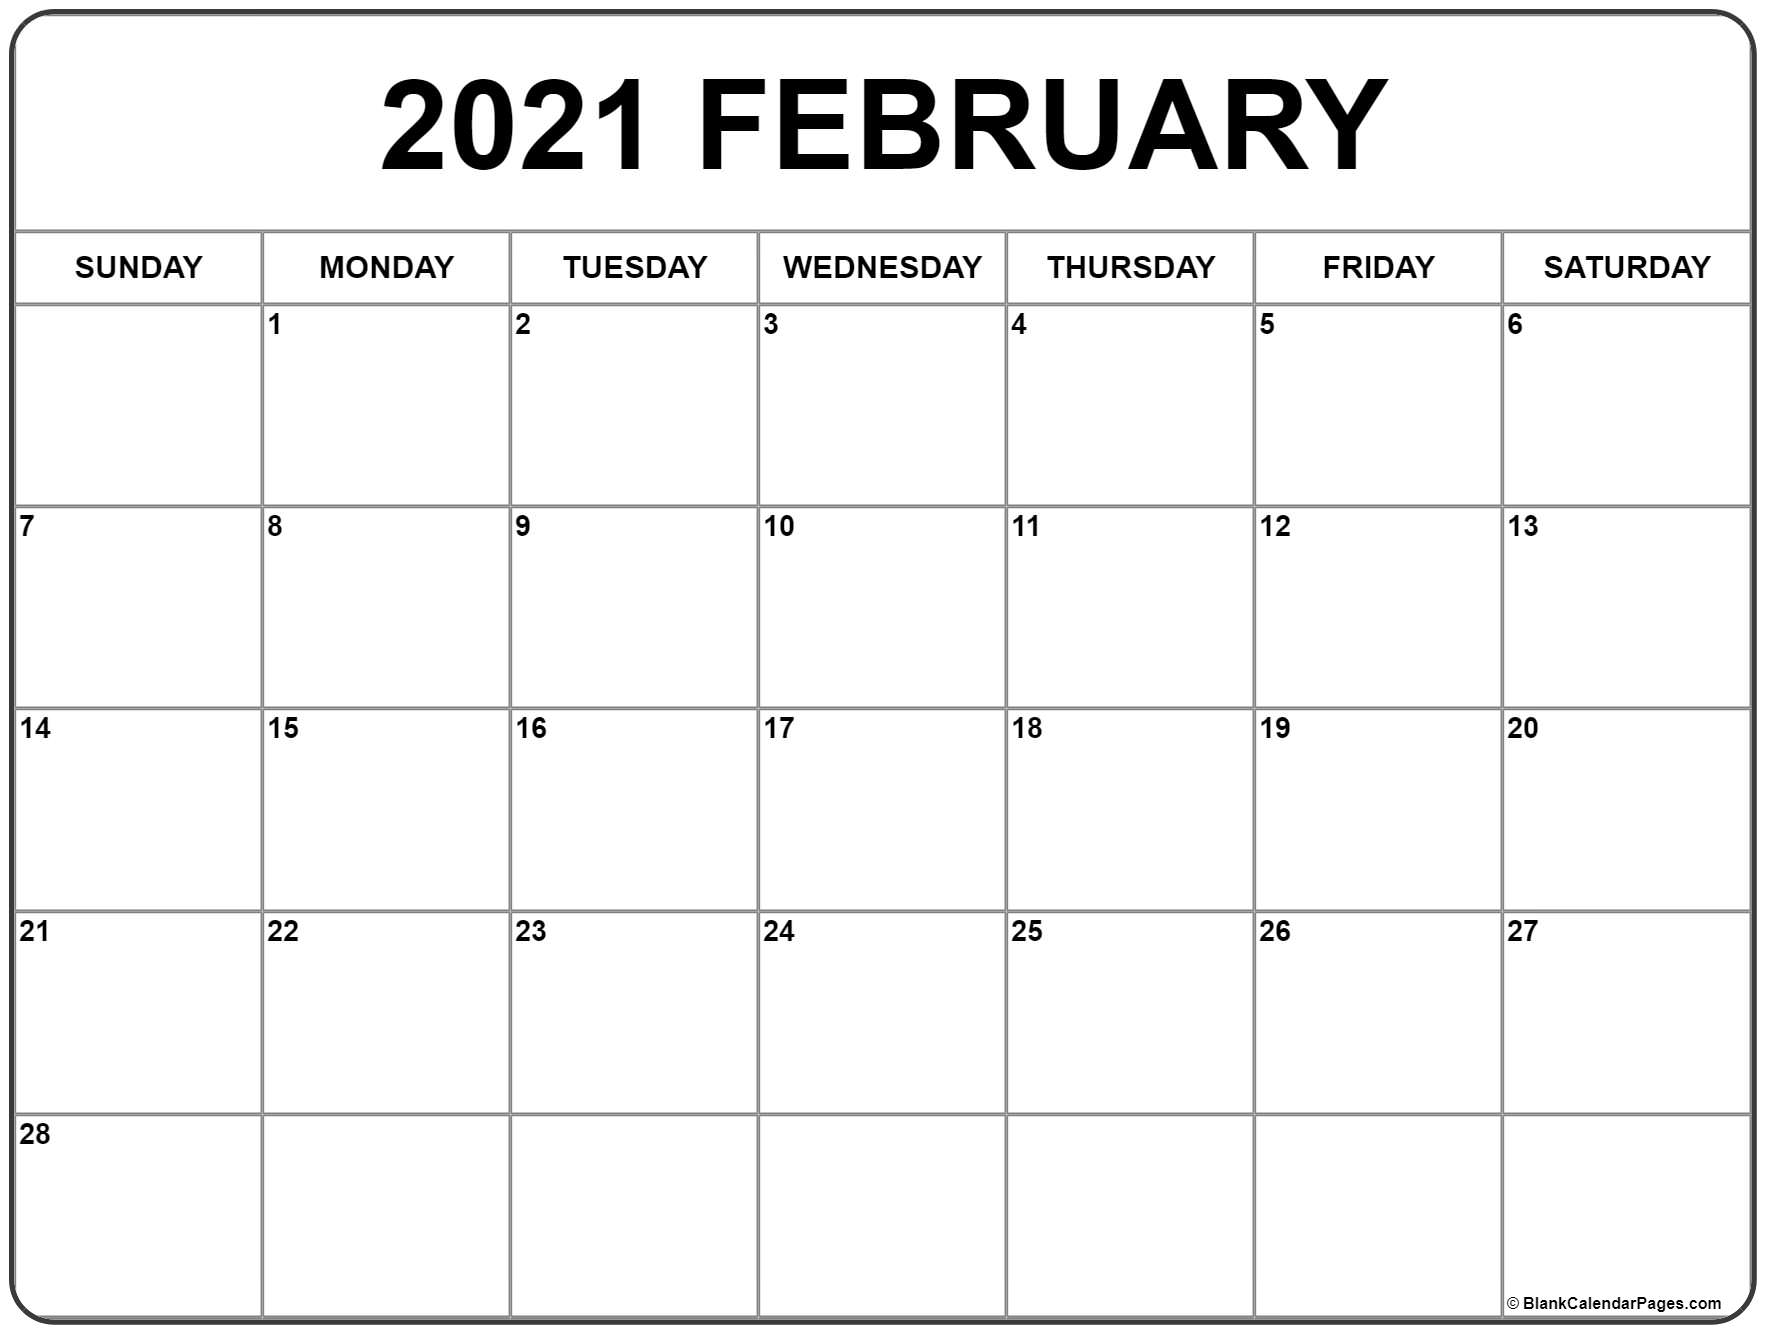 2021 FEBRUARY
SUNDAY MONDAY TUESDAY WEDNESDAY THURSDAY FRIDAY SATURDAY
1 2 3 4 5 6
7 8 9 10 11 12 13
14 15 16 17 18 19 20
21 22 23 24 25 26 27
28
© BlankCalendarPages.com